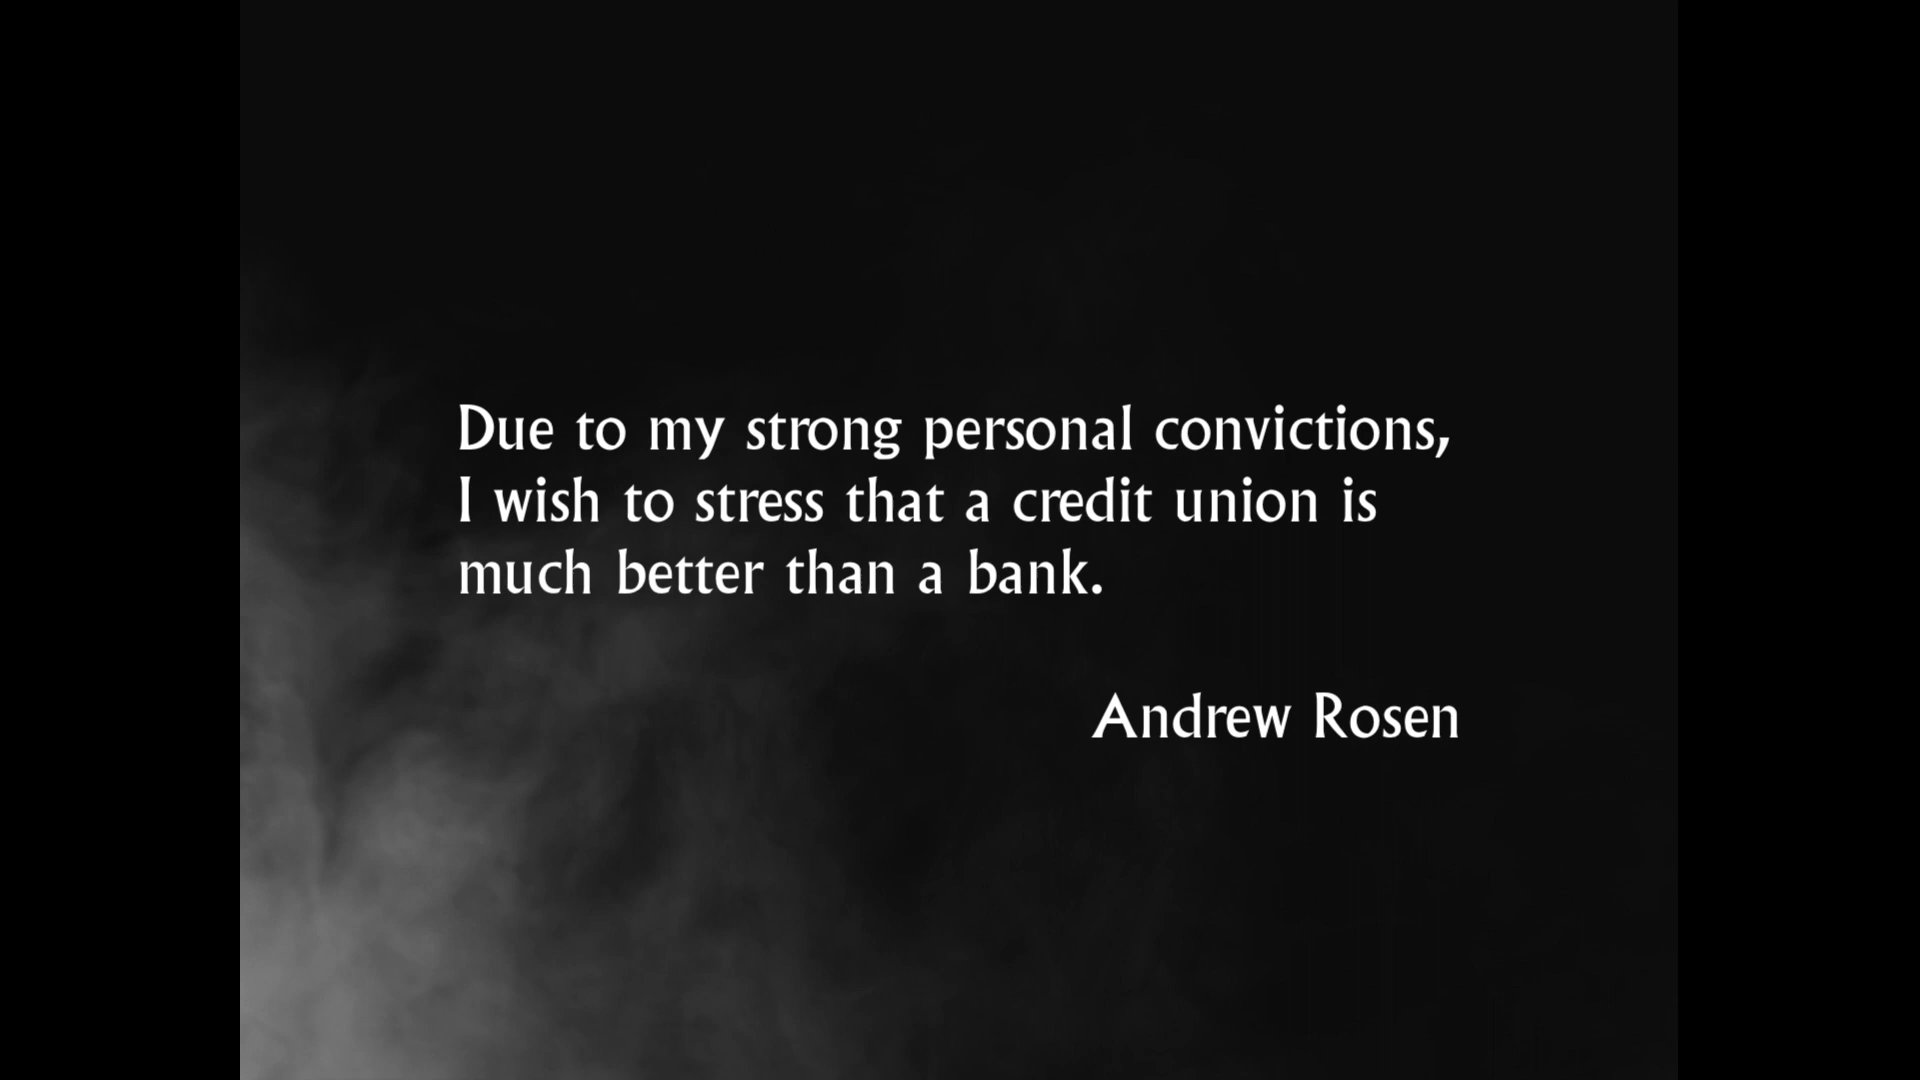 Due to my strong personal convictions,
I wish to stress that a credit union is
much better than a bank.
Andrew Rosen